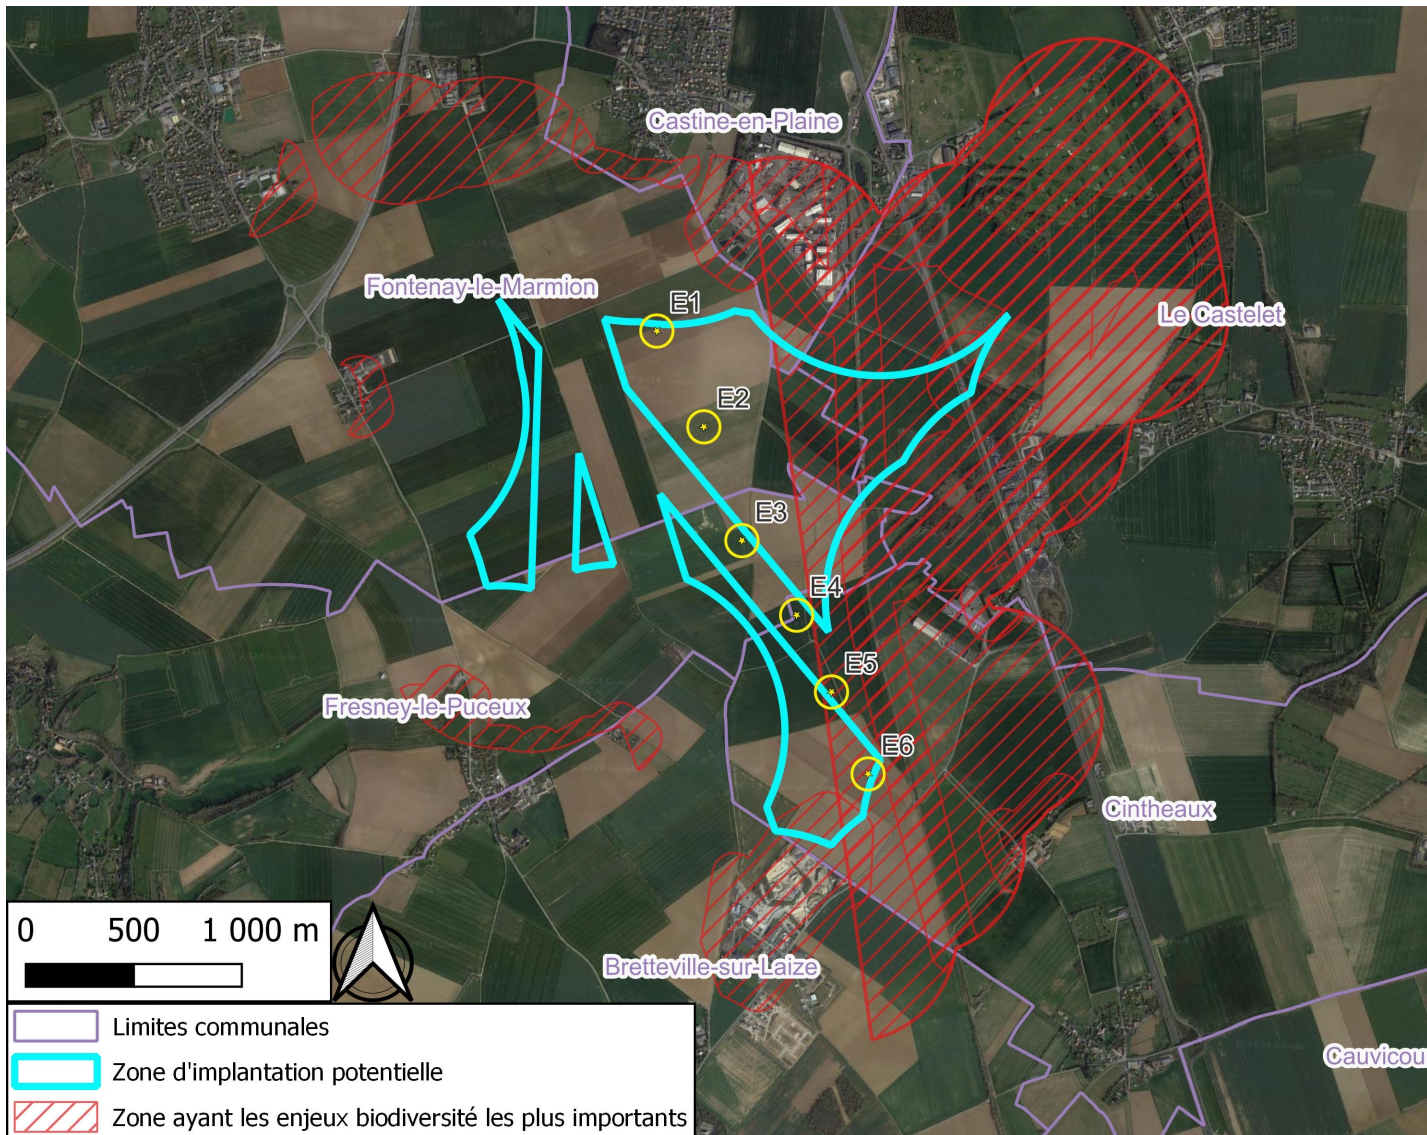 Castine-en-Plaine
Fontenay-le-Marmion
E1
Le Castelet
E2
E3
E4
E5
Fresney-le-Puceux
E6
Cintheaux
0 500 1 000 m
Bretteville-sur-Laize
Limites communales
Cauvicou
Zone d'implantation potentielle
Zone ayant les enjeux biodiversité les plus importants